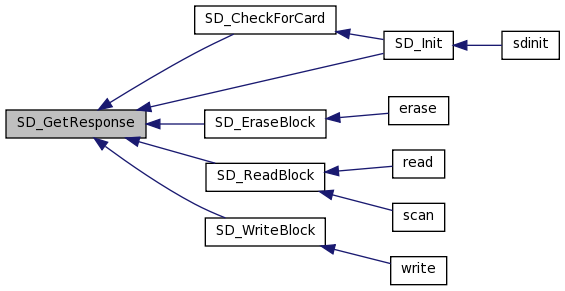 SD_CheckForCard
SD_Init
sdinit
SD_GetResponse
SD_EraseBlock
erase
SD_ReadBlock
read
scan
SD_WriteBlock
write